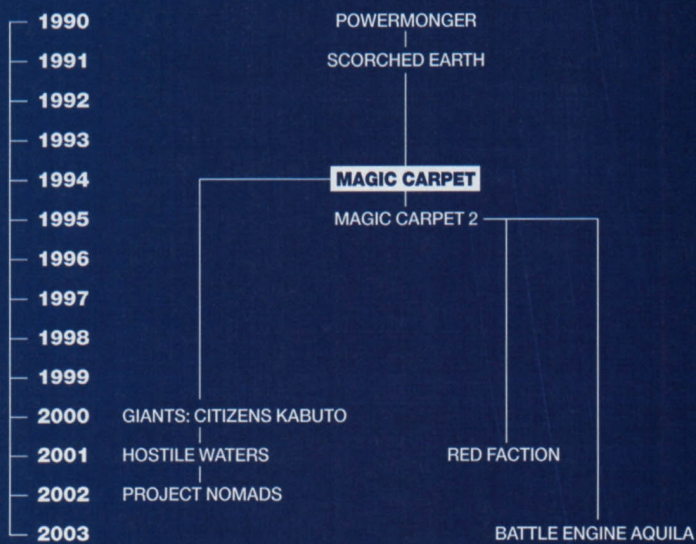 1990 POWERMONGER
1991 SCORCHED EARTH
1992
1993
1994 MAGIC CARPET
1995 MAGIC CARPET 2
1996
1997
1998
1999
2000 GIANTS: CITIZENS KABUTO
2001 HOSTILE WATERS RED FACTION
2002 PROJECT NOMADS
2003 BATTLE ENGINE AQUILA